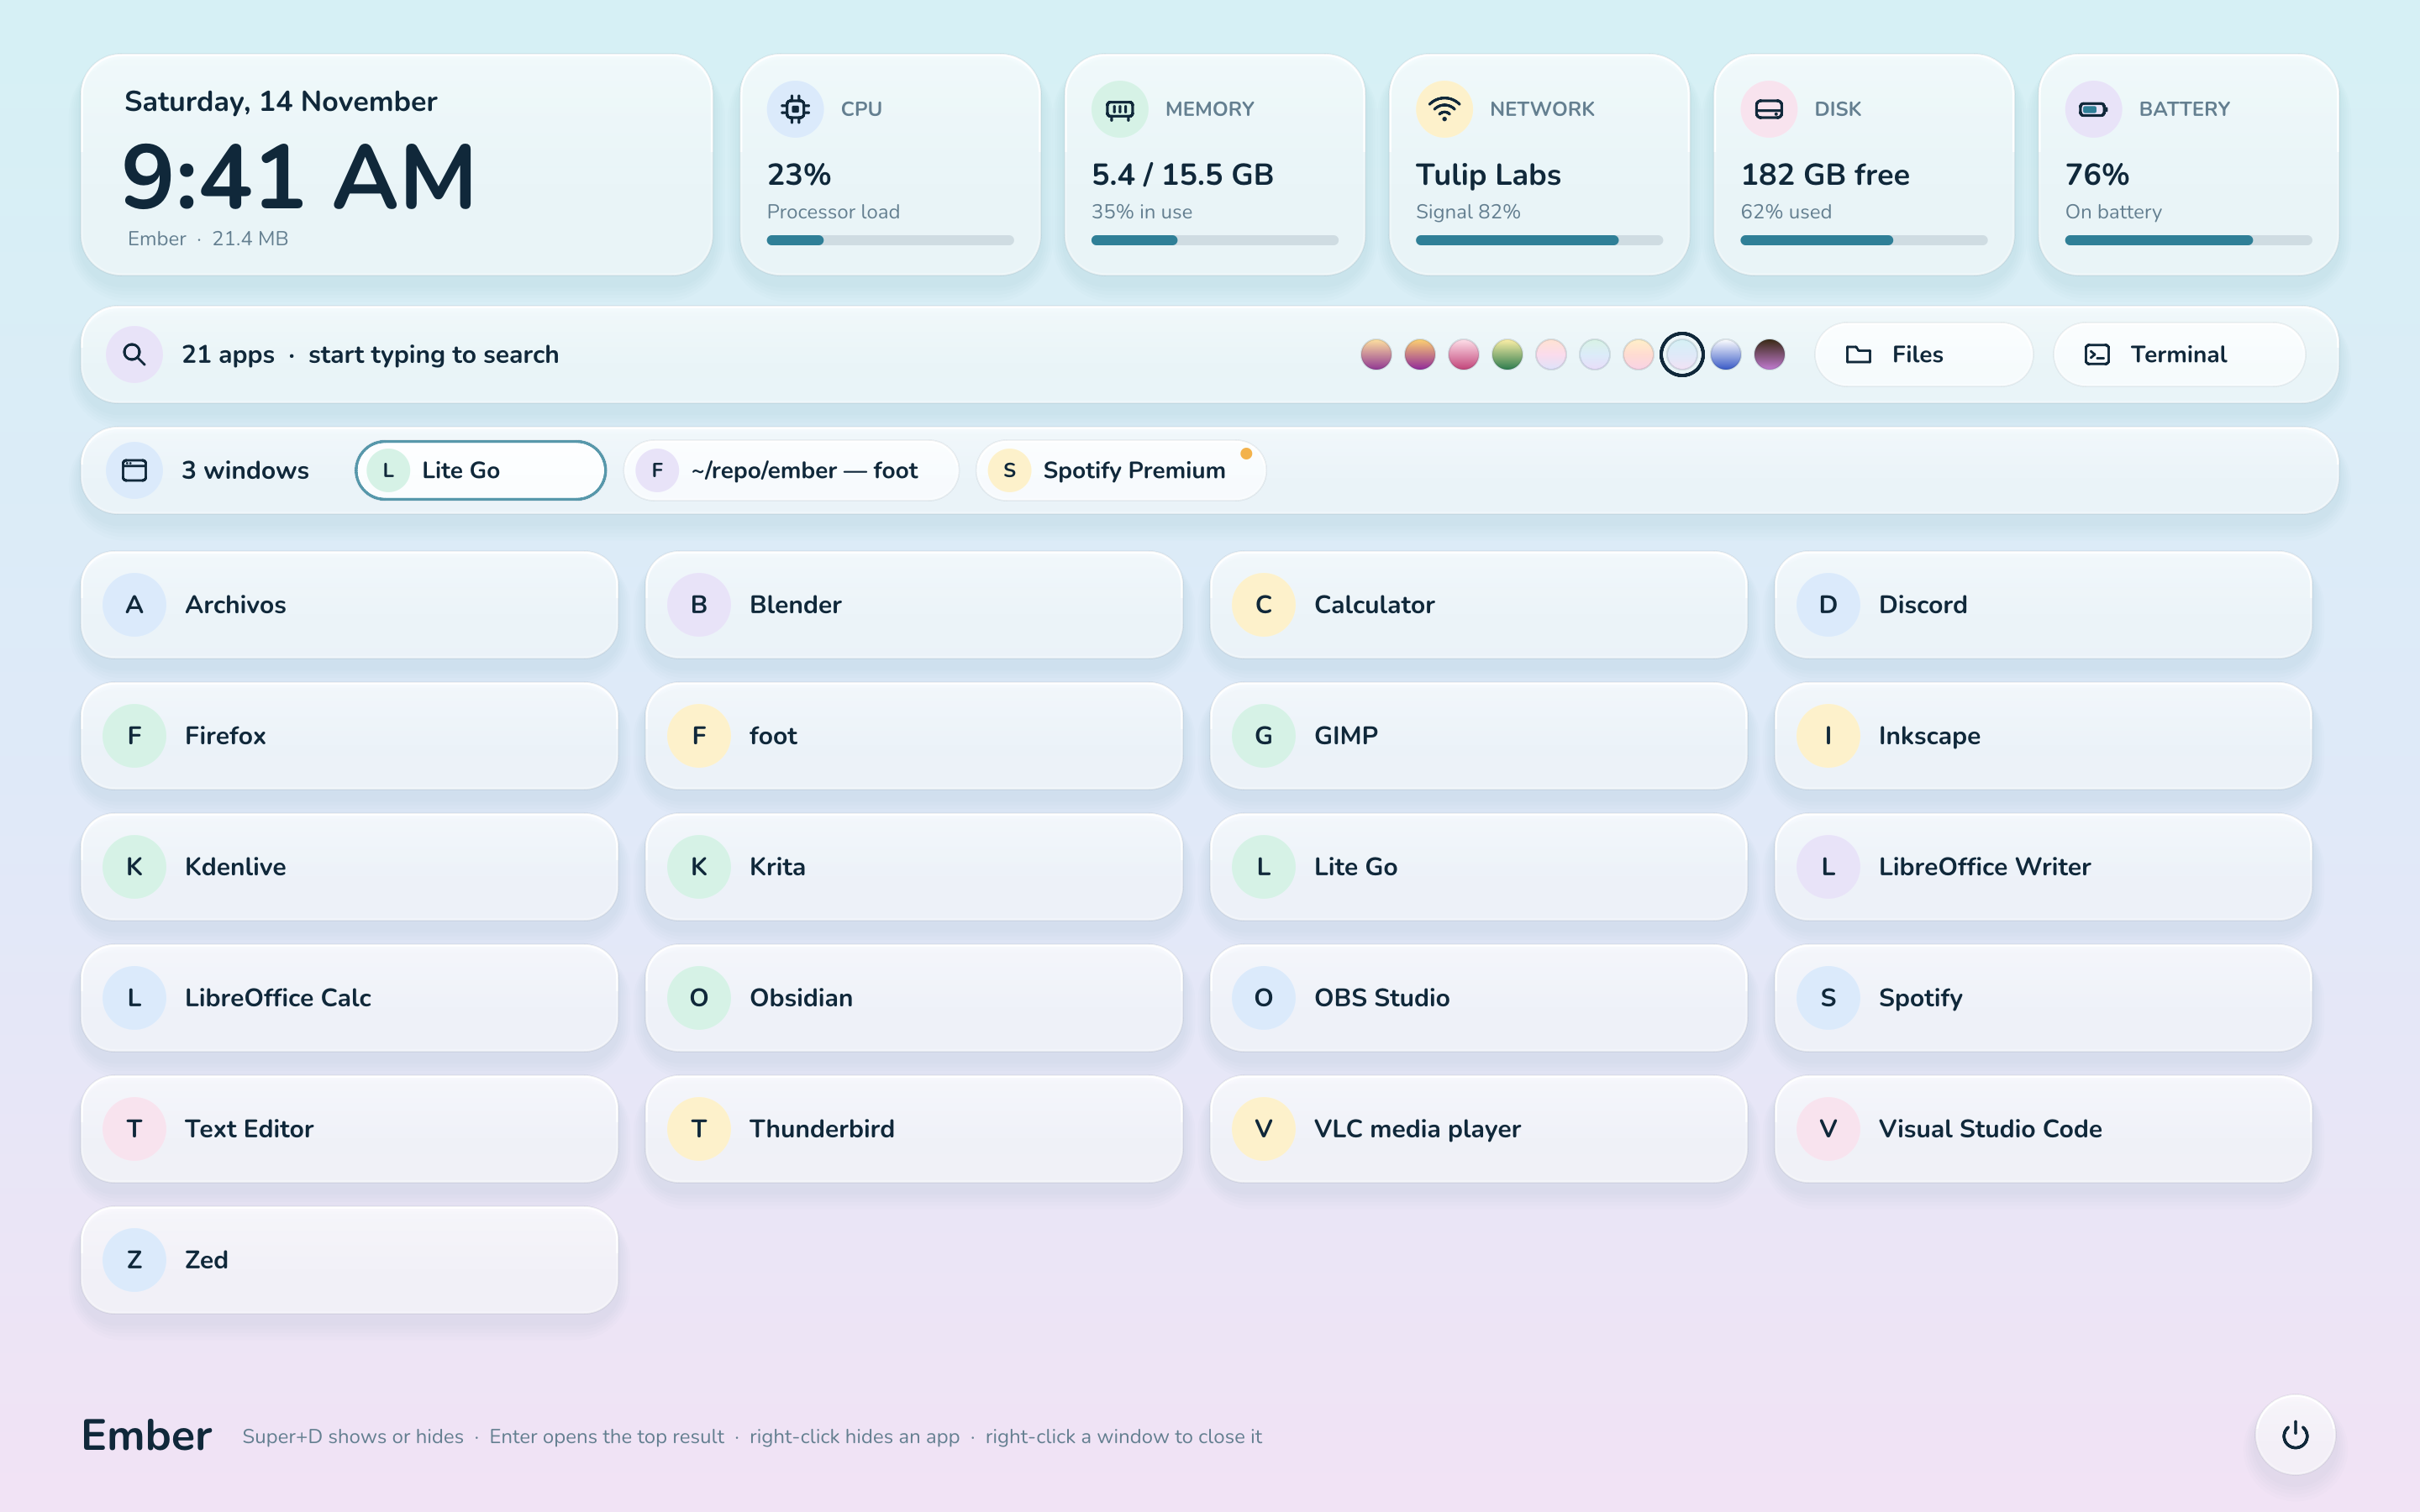 Saturday, 14 November
9:41 AM
Ember · 21.4 MB
CPU
23%
Processor load
MEMORY
5.4 / 15.5 GB
35% in use
NETWORK
Tulip Labs
Signal 82%
DISK
182 GB free
62% used
BATTERY
76%
On battery
21 apps · start typing to search
Files
Terminal
3 windows
L Lite Go
F ~/repo/ember — foot
S Spotify Premium
A Archivos
B Blender
C Calculator
D Discord
F Firefox
F foot
G GIMP
I Inkscape
K Kdenlive
K Krita
L Lite Go
L LibreOffice Writer
L LibreOffice Calc
O Obsidian
O OBS Studio
S Spotify
T Text Editor
T Thunderbird
V VLC media player
V Visual Studio Code
Z Zed
Ember
Super+D shows or hides · Enter opens the top result · right-click hides an app · right-click a window to close it